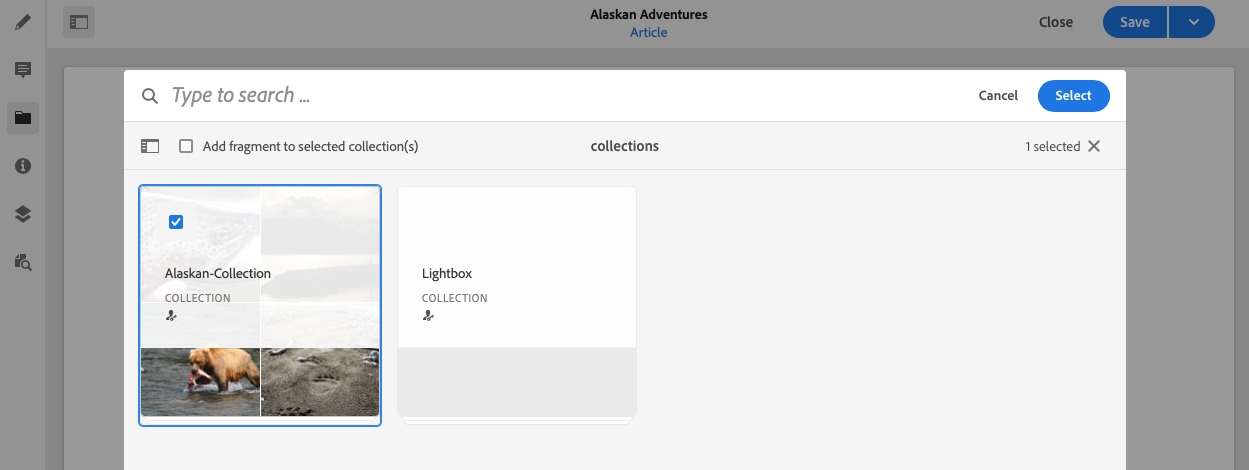 Alaskan Adventures
Article
Close
Save
Type to search ...
Cancel
Select
Add fragment to selected collection(s)
collections
1 selected
Alaskan-Collection
COLLECTION
Lightbox
COLLECTION